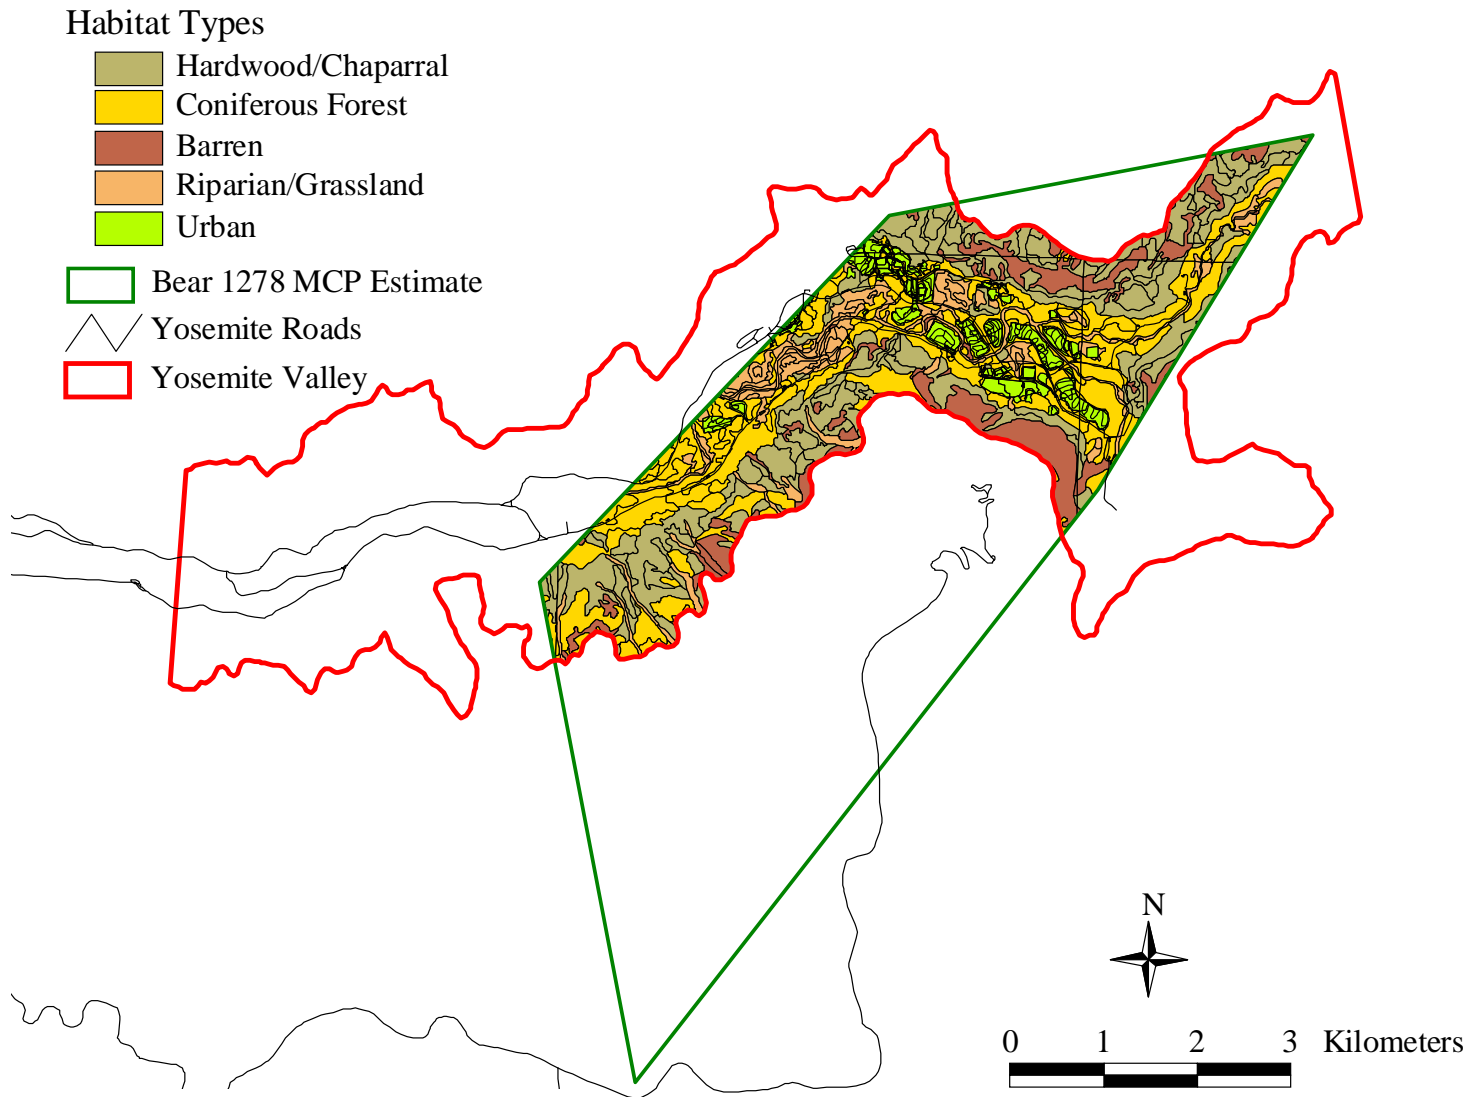 Habitat Types
Hardwood/Chaparral
Coniferous Forest
Barren
Riparian/Grassland
Urban
Bear 1278 MCP Estimate
Yosemite Roads
Yosemite Valley
N
0 1 2 3 Kilometers